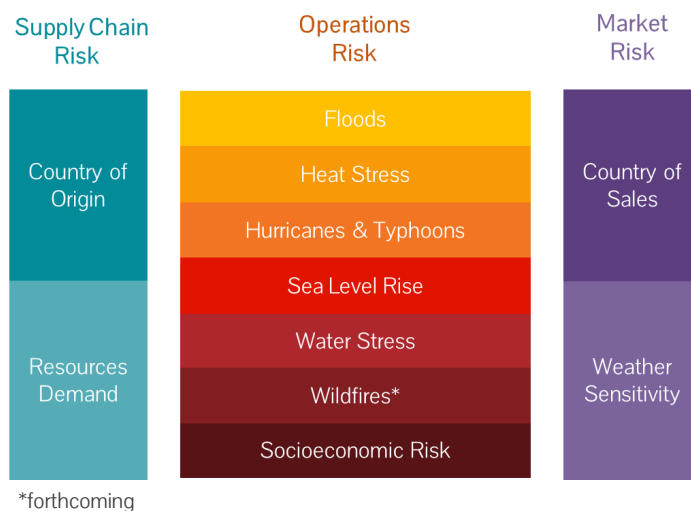 Supply Chain
Risk
Operations
Risk
Market
Risk
Country of
Origin
Resources
Demand
Floods
Heat Stress
Hurricanes & Typhoons
Sea Level Rise
Water Stress
Wildfires*
Socioeconomic Risk
Country of
Sales
Weather
Sensitivity
*forthcoming